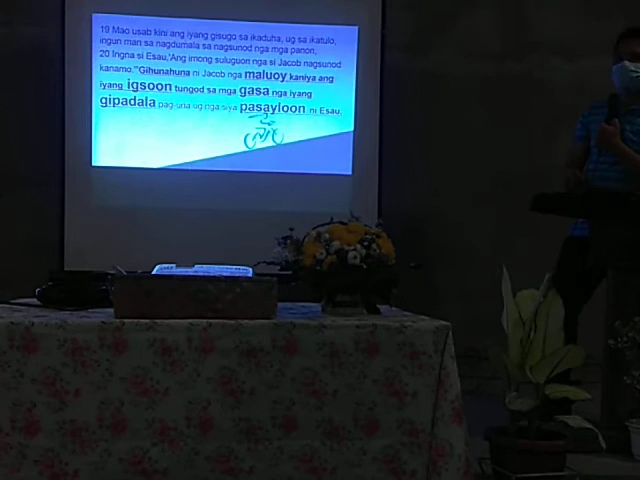 19 Mao usab kini ang iyang gisugo sa ikaduha, ug sa ikatulo,
ingun man sa nagdumala sa nagsunod nga mga panon,
20 Ingna si Esau,'Ang imong suluguon nga si Jacob nagsunod
kanamo.'"Gihunahuna ni Jacob nga maluoy kaniya ang
iyang igsoon tungod sa mga gasa nga iyang
gipadala pag-una ug nga siya pasayloon ni Esau.